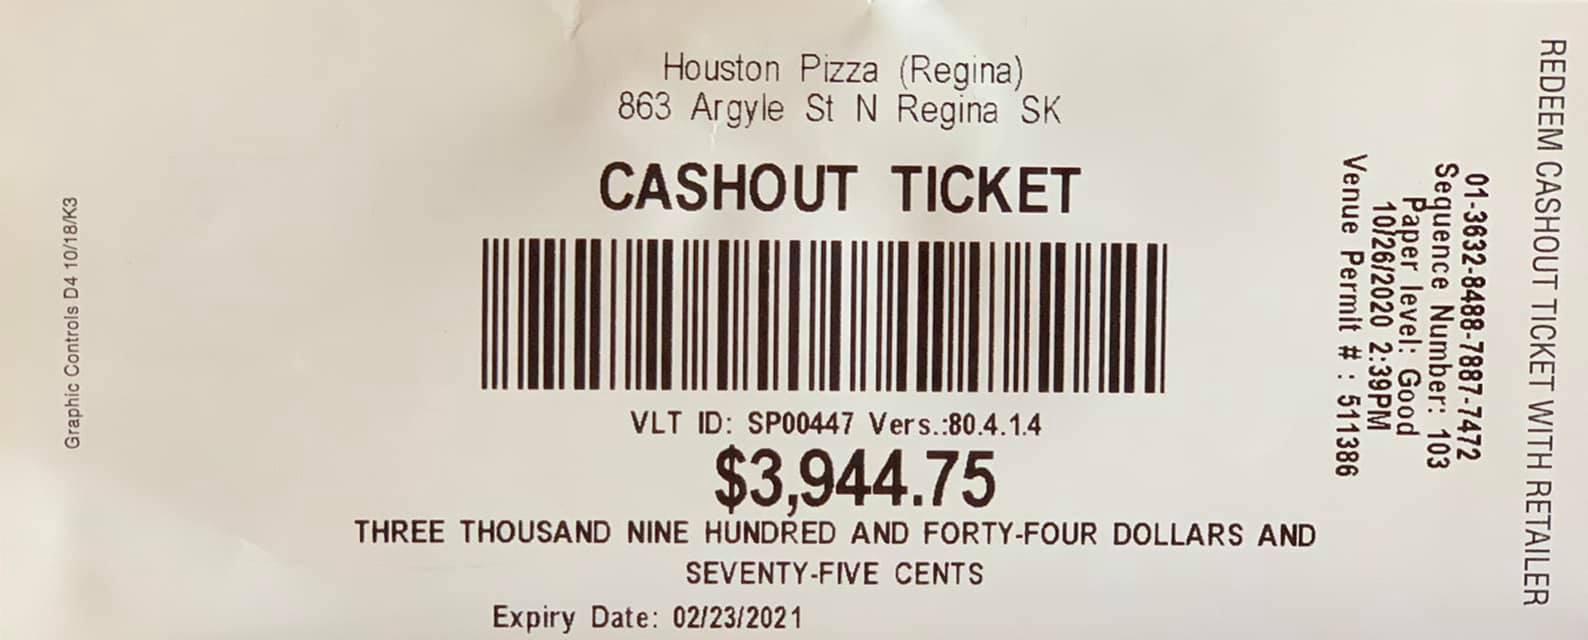 Houston Pizza (Regina)
863 Argyle St N Regina SK
CASHOUT TICKET
VLT ID: SP00447 Vers.:80.4.1.4
$3,944.75
THREE THOUSAND NINE HUNDRED AND FORTY-FOUR DOLLARS AND
SEVENTY-FIVE CENTS
Expiry Date: 02/23/2021
Graphic Controls D4 10/18/K3
REDEEM CASHOUT TICKET WITH RETAILER
01-3632-8488-7887-7472
Sequence Number: 103
Paper level: Good
10/26/2020 2:39PM
Venue Permit # : 511386